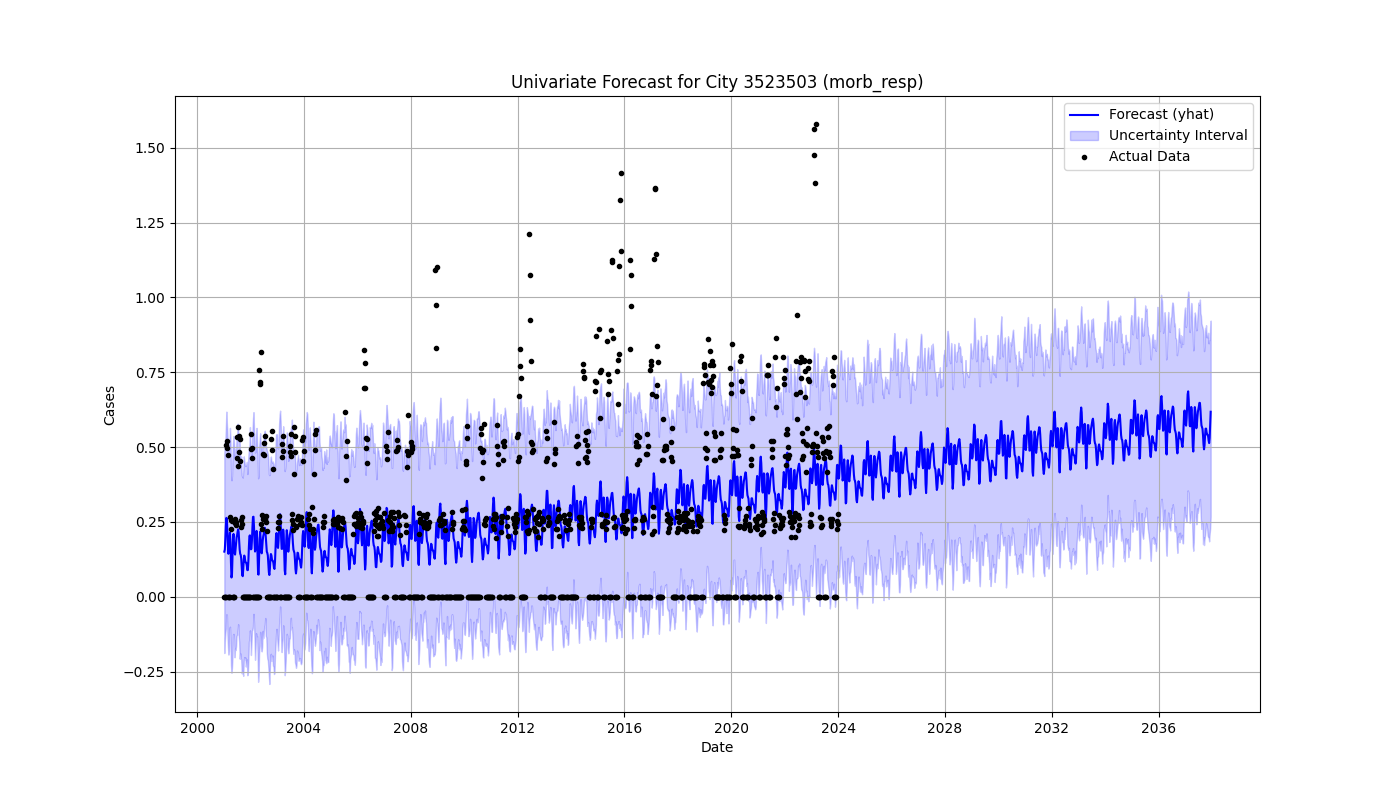 Univariate Forecast for City 3523503 (morb_resp)
Forecast (yhat)
Uncertainty Interval
Actual Data
Cases
1.50
1.25
1.00
0.75
0.50
0.25
0.00
−0.25
2000 2004 2008 2012 2016 2020 2024 2028 2032 2036
Date